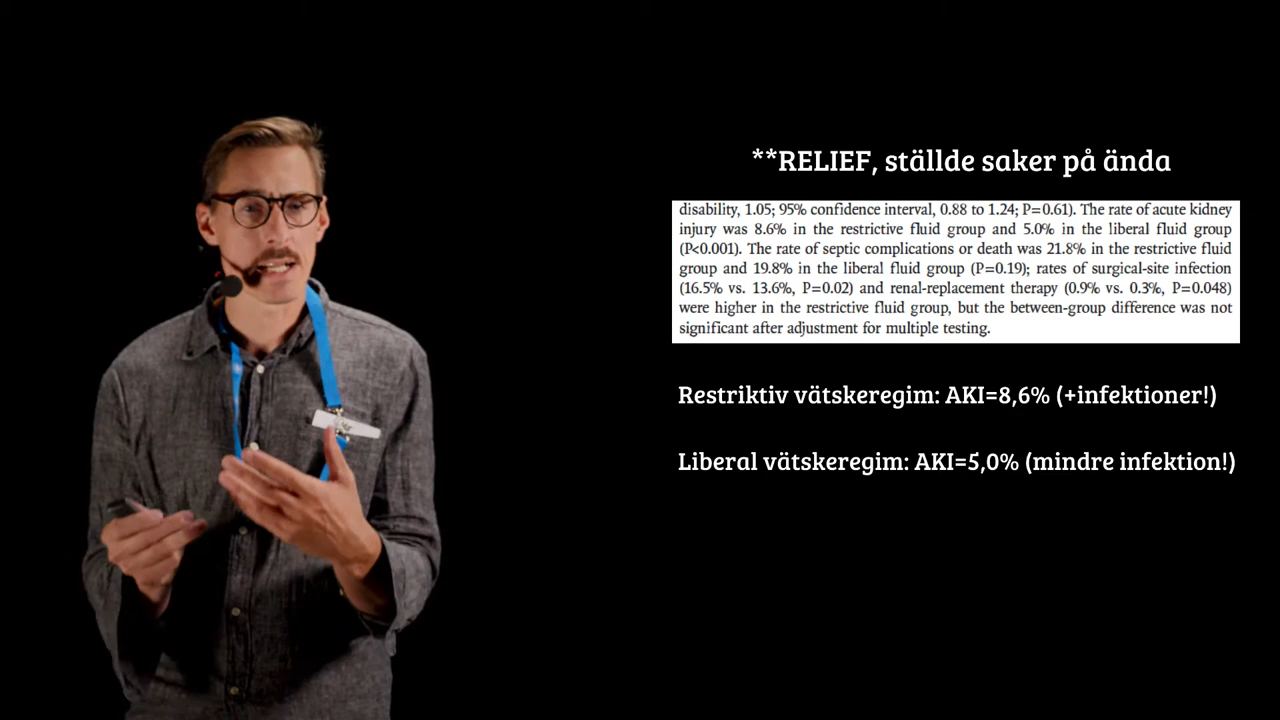 **RELIEF, ställde saker på ända
disability, 1.05; 95% confidence interval, 0.88 to 1.24; P=0.61). The rate of acute kidney
injury was 8.6% in the restrictive fluid group and 5.0% in the liberal fluid group
(P<0.001). The rate of septic complications or death was 21.8% in the restrictive fluid
group and 19.8% in the liberal fluid group (P=0.19); rates of surgical-site infection
(16.5% vs. 13.6%, P=0.02) and renal-replacement therapy (0.9% vs. 0.3%, P=0.048)
were higher in the restrictive fluid group, but the between-group difference was not
significant after adjustment for multiple testing.
Restriktiv vätskeregim: AKI=8,6% (+infektioner!)
Liberal vätskeregim: AKI=5,0% (mindre infektion!)